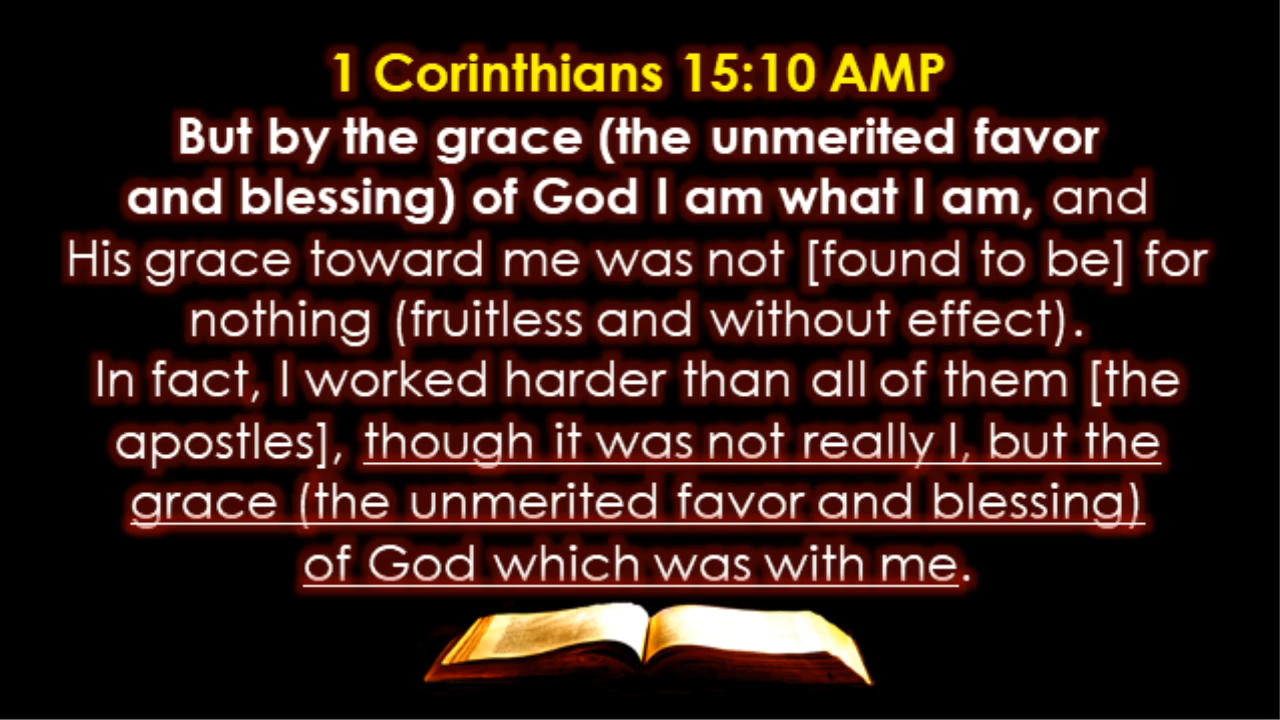 1 Corinthians 15:10 AMP
But by the grace (the unmerited favor
and blessing) of God I am what I am, and
His grace toward me was not [found to be] for
nothing (fruitless and without effect).
In fact, I worked harder than all of them [the
apostles], though it was not really I, but the
grace (the unmerited favor and blessing)
of God which was with me.